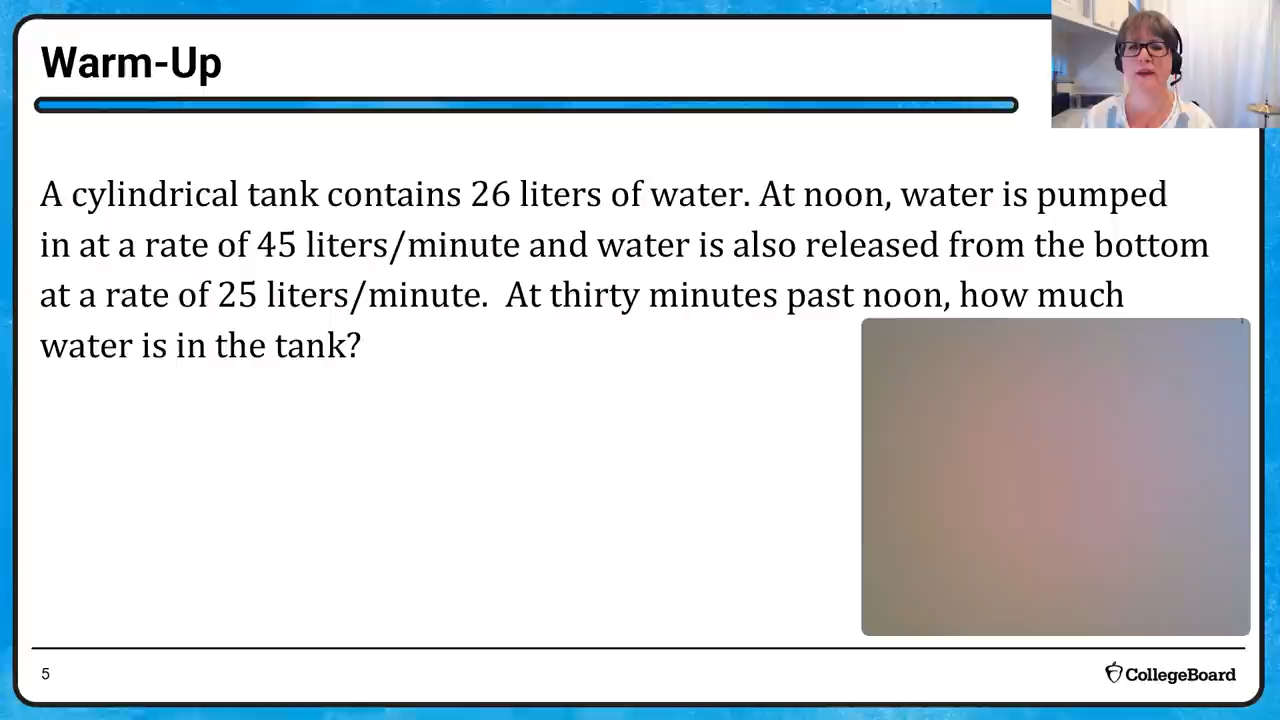 Warm-Up
A cylindrical tank contains 26 liters of water. At noon, water is pumped
in at a rate of 45 liters/minute and water is also released from the bottom
at a rate of 25 liters/minute.  At thirty minutes past noon, how much
water is in the tank?
5
CollegeBoard